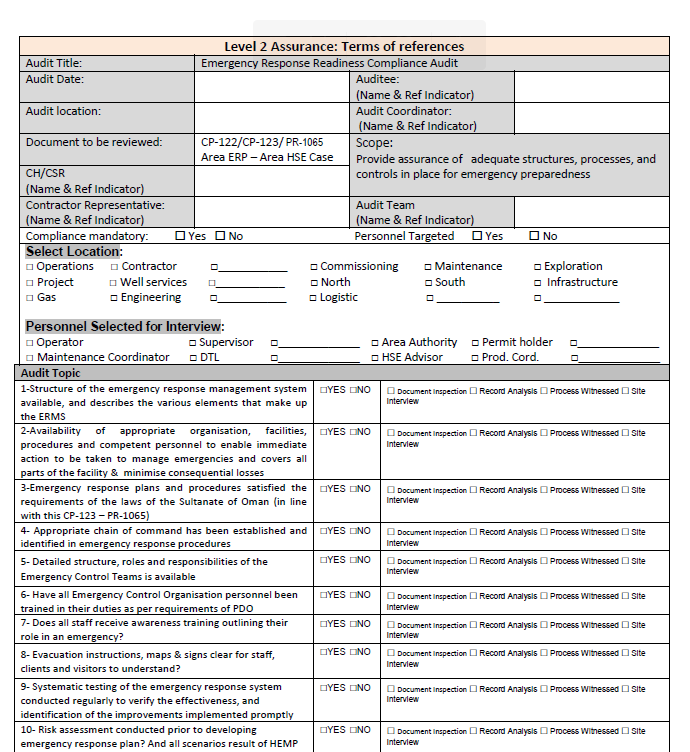 Level 2 Assurance: Terms of references
Audit Title: Emergency Response Readiness Compliance Audit
Audit Date: Auditee:
(Name & Ref Indicator)
Audit location: Audit Coordinator:
(Name & Ref Indicator)
Document to be reviewed: CP-122/CP-123/ PR-1065 Scope:
Area ERP – Area HSE Case Provide assurance of adequate structures, processes, and
CH/CSR controls in place for emergency preparedness
(Name & Ref Indicator)
Contractor Representative: Audit Team
(Name & Ref Indicator) (Name & Ref Indicator)
Compliance mandatory: ☐ Yes ☐ No Personnel Targeted ☐ Yes ☐ No
Select Location:
□ Operations □ Contractor □__________ □ Commissioning □ Maintenance □ Exploration
□ Project □ Well services □__________ □ North □ South □ Infrastructure
□ Gas □ Engineering □__________ □ Logistic □ __________ □ ___________
Personnel Selected for Interview:
□ Operator □ Supervisor □____________ □ Area Authority □ Permit holder □____________
□ Maintenance Coordinator □ DTL □____________ □ HSE Advisor □ Prod. Cord. □____________
Audit Topic
1-Structure of the emergency response management system ☐YES ☐NO ☐ Document Inspection ☐ Record Analysis ☐ Process Witnessed ☐ Site
available, and describes the various elements that make up Interview
the ERMS
2-Availability of appropriate organisation, facilities, ☐YES ☐NO ☐ Document Inspection ☐ Record Analysis ☐ Process Witnessed ☐ Site
procedures and competent personnel to enable immediate Interview
action to be taken to manage emergencies and covers all
parts of the facility & minimise consequential losses
3-Emergency response plans and procedures satisfied the ☐YES ☐NO ☐ Document Inspection ☐ Record Analysis ☐ Process Witnessed ☐ Site
requirements of the laws of the Sultanate of Oman (in line Interview
with this CP-123 – PR-1065)
4- Appropriate chain of command has been established and ☐YES ☐NO ☐ Document Inspection ☐ Record Analysis ☐ Process Witnessed ☐ Site
identified in emergency response procedures Interview
5- Detailed structure, roles and responsibilities of the ☐YES ☐NO ☐ Document Inspection ☐ Record Analysis ☐ Process Witnessed ☐ Site
Emergency Control Teams is available Interview
6- Have all Emergency Control Organisation personnel been ☐YES ☐NO ☐ Document Inspection ☐ Record Analysis ☐ Process Witnessed ☐ Site
trained in their duties as per requirements of PDO Interview
7- Does all staff receive awareness training outlining their ☐YES ☐NO ☐ Document Inspection ☐ Record Analysis ☐ Process Witnessed ☐ Site
role in an emergency? Interview
8- Evacuation instructions, maps & signs clear for staff, ☐YES ☐NO ☐ Document Inspection ☐ Record Analysis ☐ Process Witnessed ☐ Site
clients and visitors to understand? Interview
9- Systematic testing of the emergency response system ☐YES ☐NO ☐ Document Inspection ☐ Record Analysis ☐ Process Witnessed ☐ Site
conducted regularly to verify the effectiveness, and Interview
identification of the improvements implemented promptly
10- Risk assessment conducted prior to developing ☐YES ☐NO ☐ Document Inspection ☐ Record Analysis ☐ Process Witnessed ☐ Site
emergency response plan? And all scenarios result of HEMP Interview